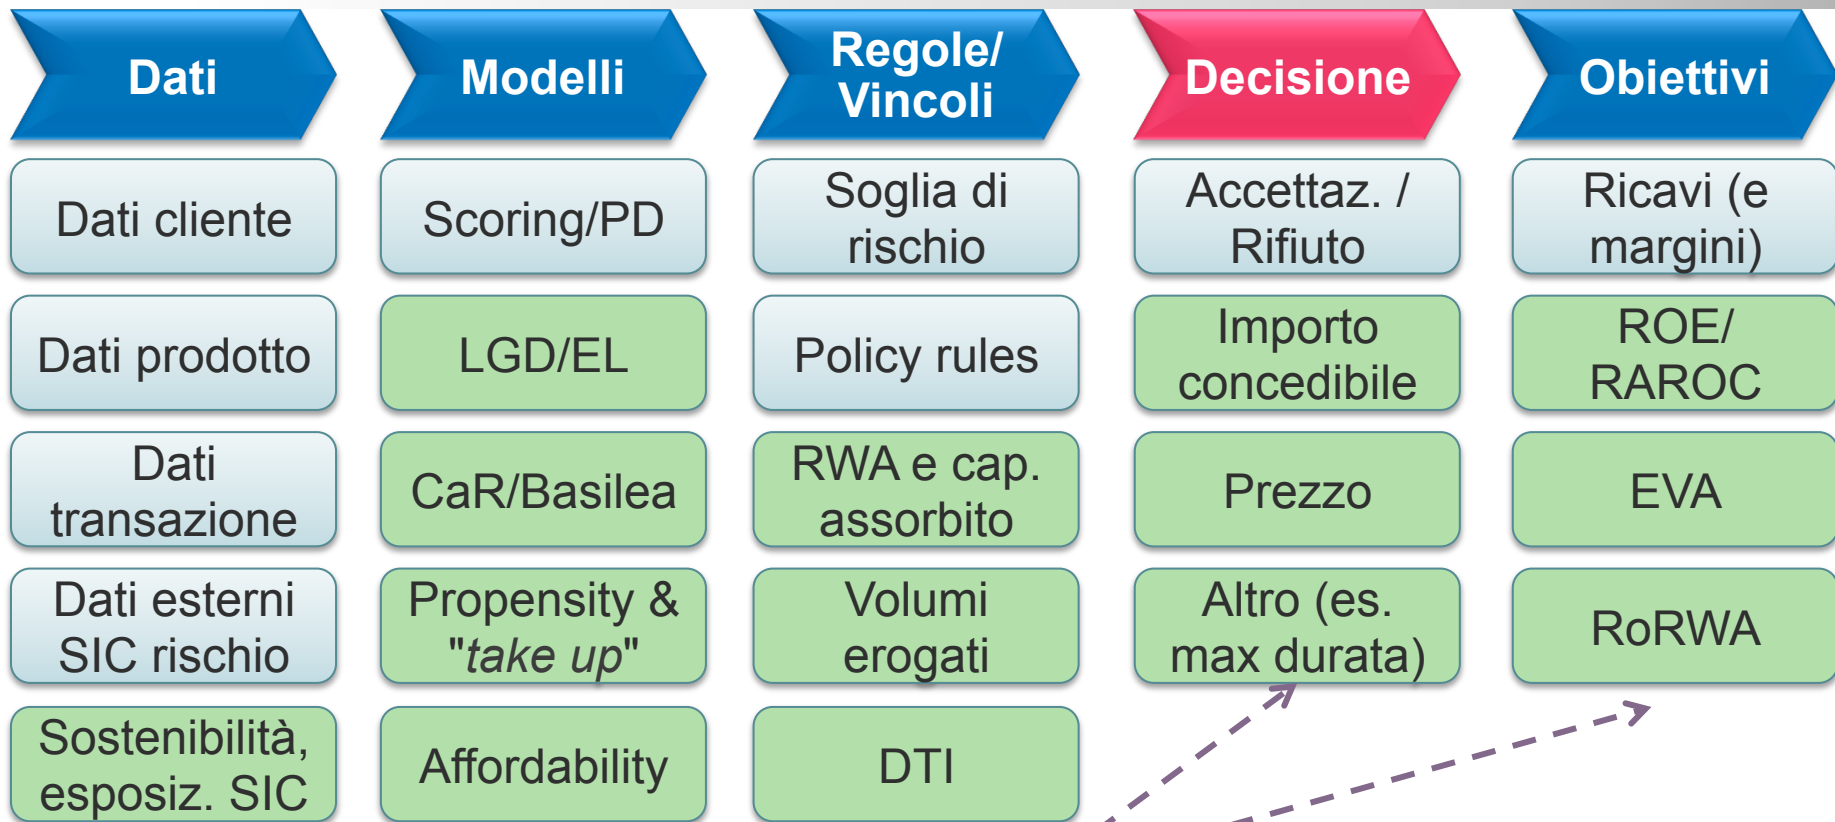 Dati
Modelli
Regole/
Vincoli
Decisione
Obiettivi
Dati cliente
Scoring/PD
Soglia di
rischio
Accettaz. /
Rifiuto
Ricavi (e
margini)
Dati prodotto
LGD/EL
Policy rules
Importo
concedibile
ROE/
RAROC
Dati
transazione
CaR/Basilea
RWA e cap.
assorbito
Prezzo
EVA
Dati esterni
SIC rischio
Propensity &
"take up"
Volumi
erogati
Altro (es.
max durata)
RoRWA
Sostenibilità,
esposiz. SIC
Affordability
DTI